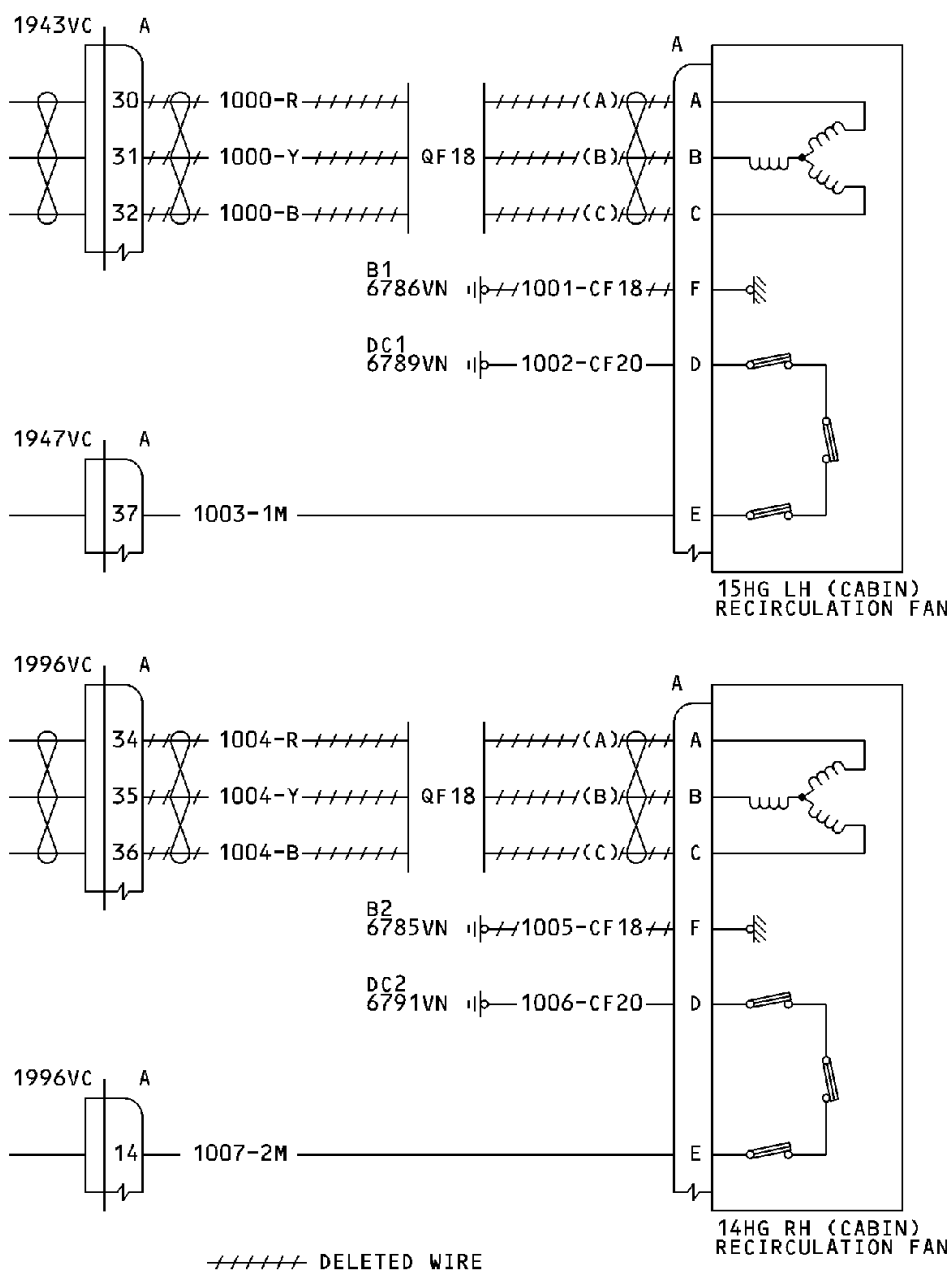 1943VC A
A
30 1000-R (A) A
31 1000-Y QF18 (B) B
32 1000-B (C) C
B1
6786VN 1001-CF18 F
DC1
6789VN 1002-CF20 D
1947VC A
37 1003-1M E
15HG LH (CABIN)
RECIRCULATION FAN
1996VC A
A
34 1004-R (A) A
35 1004-Y QF18 (B) B
36 1004-B (C) C
B2
6785VN 1005-CF18 F
DC2
6791VN 1006-CF20 D
1996VC A
14 1007-2M E
14HG RH (CABIN)
RECIRCULATION FAN
DELETED WIRE